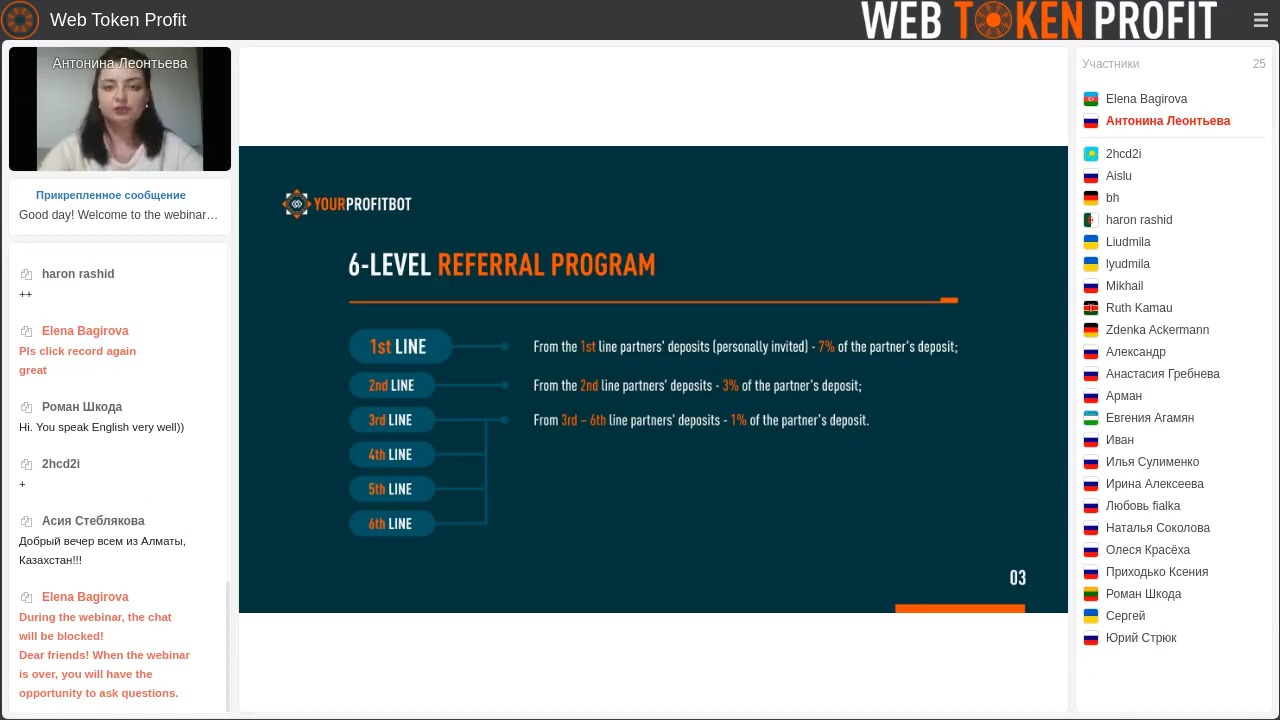 Web Token Profit
WEB TOKEN PROFIT
Антонина Леонтьева
Прикрепленное сообщение
Good day! Welcome to the webinar…
haron rashid
++
Elena Bagirova
Pls click record again
great
Роман Шкода
Hi. You speak English very well))
2hcd2i
+
Асия Стеблякова
Добрый вечер всем из Алматы,
Казахстан!!!
Elena Bagirova
During the webinar, the chat
will be blocked!
Dear friends! When the webinar
is over, you will have the
opportunity to ask questions.
YOURPROFITBOT
6-LEVEL REFERRAL PROGRAM
1st LINE
From the 1st line partners' deposits (personally invited) - 7% of the partner's deposit;
2nd LINE
From the 2nd line partners' deposits - 3% of the partner's deposit;
3rd LINE
From 3rd – 6th line partners' deposits - 1% of the partner's deposit.
4th LINE
5th LINE
6th LINE
03
Участники 25
Elena Bagirova
Антонина Леонтьева
2hcd2i
Aislu
bh
haron rashid
Liudmila
lyudmila
Mikhail
Ruth Kamau
Zdenka Ackermann
Александр
Анастасия Гребнева
Арман
Евгения Агамян
Иван
Илья Сулименко
Ирина Алексеева
Любовь fialka
Наталья Соколова
Олеся Красёха
Приходько Ксения
Роман Шкода
Сергей
Юрий Стрюк